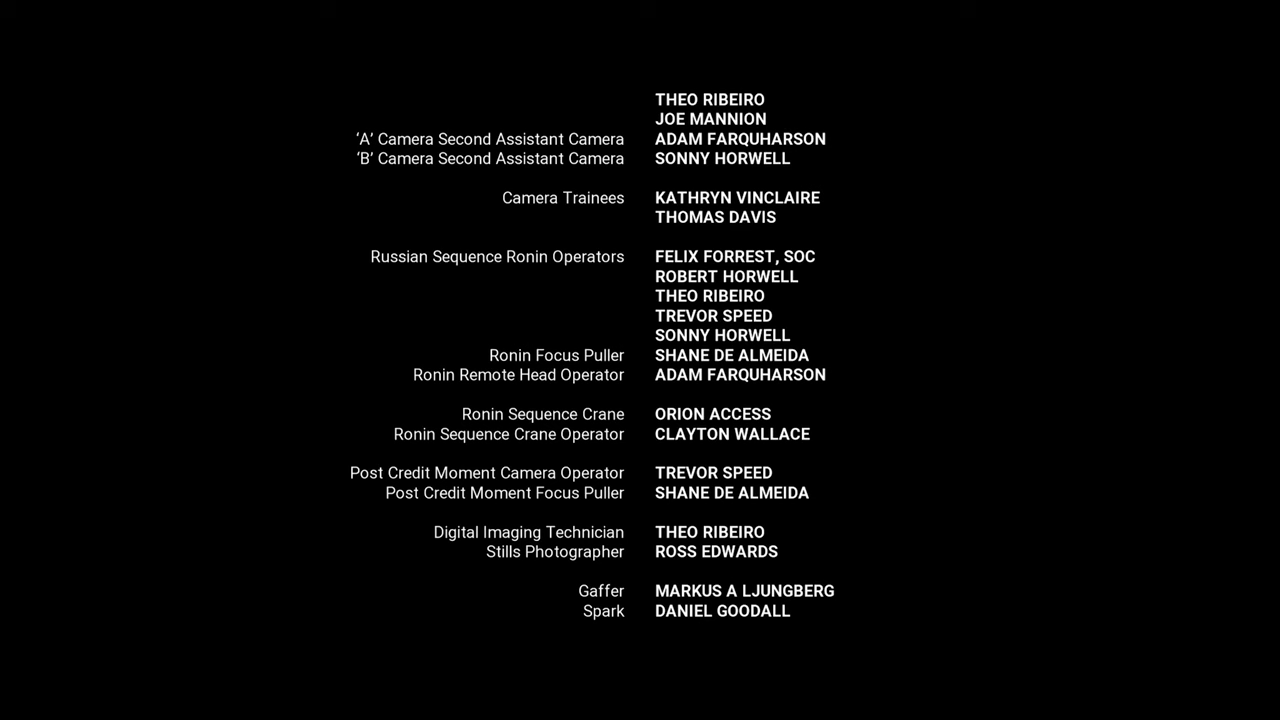 THEO RIBEIRO
JOE MANNION
‘A’ Camera Second Assistant Camera ADAM FARQUHARSON
‘B’ Camera Second Assistant Camera SONNY HORWELL
Camera Trainees KATHRYN VINCLAIRE
THOMAS DAVIS
Russian Sequence Ronin Operators FELIX FORREST, SOC
ROBERT HORWELL
THEO RIBEIRO
TREVOR SPEED
SONNY HORWELL
Ronin Focus Puller SHANE DE ALMEIDA
Ronin Remote Head Operator ADAM FARQUHARSON
Ronin Sequence Crane ORION ACCESS
Ronin Sequence Crane Operator CLAYTON WALLACE
Post Credit Moment Camera Operator TREVOR SPEED
Post Credit Moment Focus Puller SHANE DE ALMEIDA
Digital Imaging Technician THEO RIBEIRO
Stills Photographer ROSS EDWARDS
Gaffer MARKUS A LJUNGBERG
Spark DANIEL GOODALL